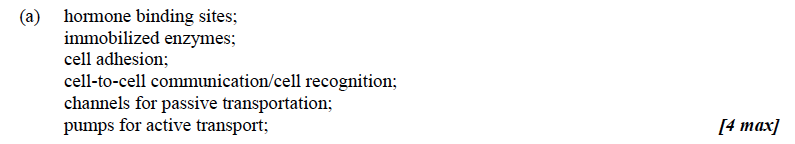 (a) hormone binding sites;
immobilized enzymes;
cell adhesion;
cell-to-cell communication/cell recognition;
channels for passive transportation;
pumps for active transport; [4 max]